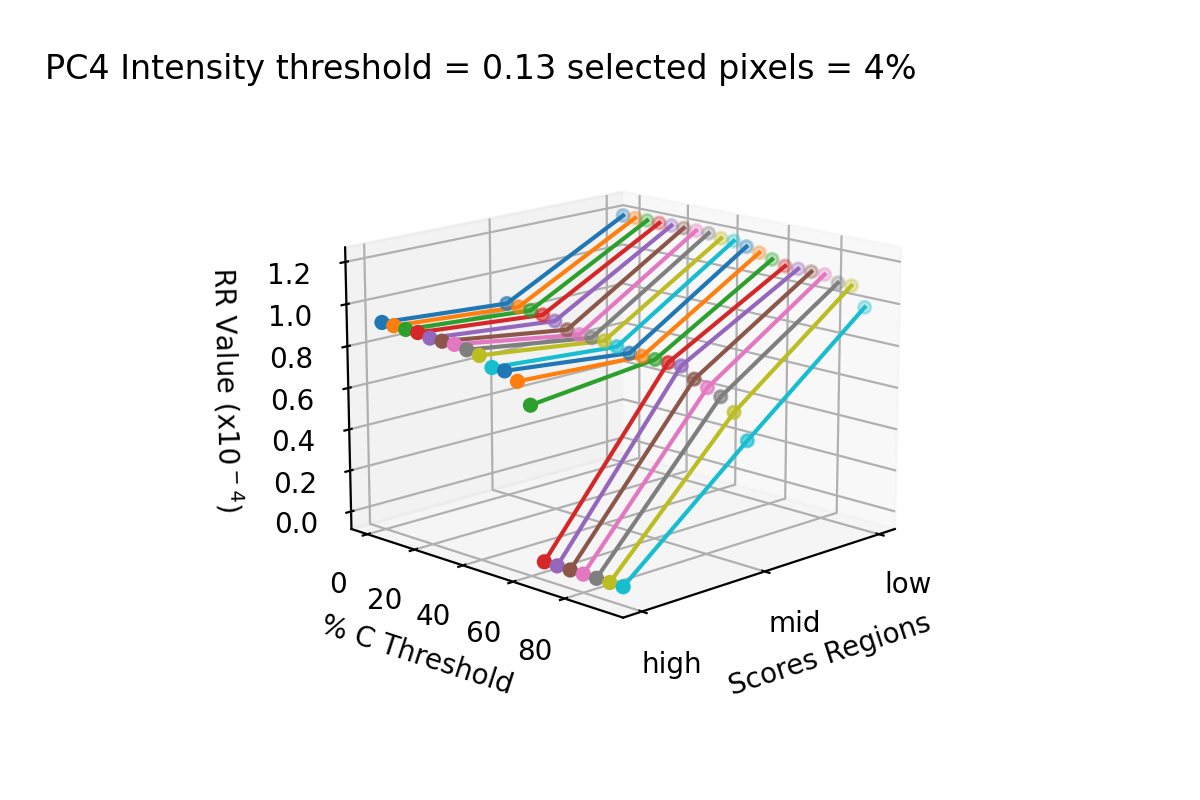 PC4 Intensity threshold = 0.13 selected pixels = 4%
RR Value (x10⁻⁴)
1.2
1.0
0.8
0.6
0.4
0.2
0.0
0
20
40
60
80
% C Threshold
high
mid
low
Scores Regions